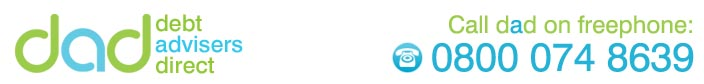 dad
debt
advisers
direct
Call dad on freephone:
0800 074 8639